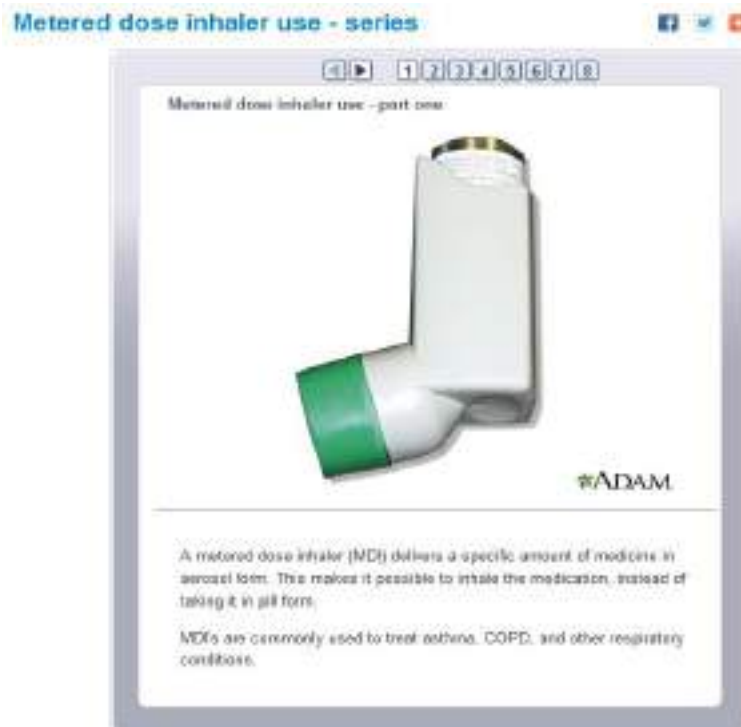 Metered dose inhaler use - series
1 2 3 4 5 6 7 8
Metered dose inhaler use - part one
ADAM
A metered dose inhaler (MDI) delivers a specific amount of medicine in
aerosol form. This makes it possible to inhale the medication, instead of
taking it in pill form.
MDI's are commonly used to treat asthma, COPD, and other respiratory
conditions.